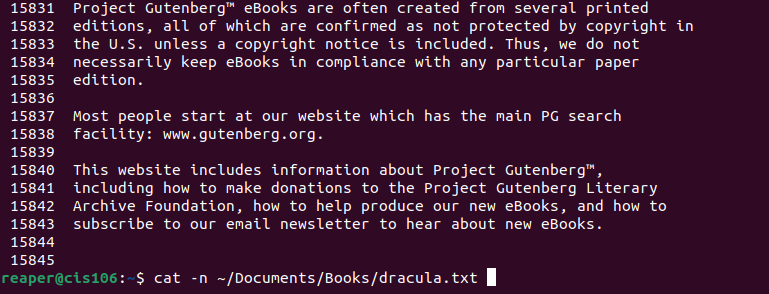 15831  Project Gutenberg™ eBooks are often created from several printed
15832  editions, all of which are confirmed as not protected by copyright in
15833  the U.S. unless a copyright notice is included. Thus, we do not
15834  necessarily keep eBooks in compliance with any particular paper
15835  edition.
15836
15837  Most people start at our website which has the main PG search
15838  facility: www.gutenberg.org.
15839
15840  This website includes information about Project Gutenberg™,
15841  including how to make donations to the Project Gutenberg Literary
15842  Archive Foundation, how to help produce our new eBooks, and how to
15843  subscribe to our email newsletter to hear about new eBooks.
15844
15845
reaper@cis106:~$ cat -n ~/Documents/Books/dracula.txt